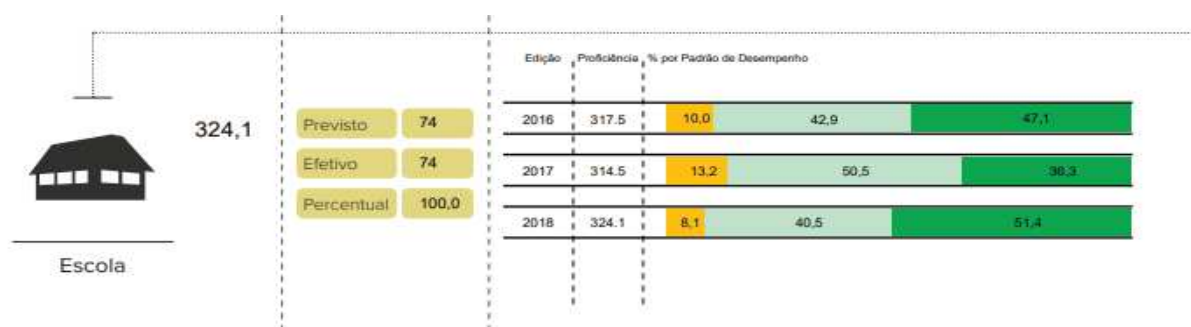 Edição Proficiência % por Padrão de Desempenho
324,1
Previsto 74
Efetivo 74
Percentual 100,0
2016 317.5 10,0 42,9 47,1
2017 314.5 13,2 50,5 36,3
2018 324.1 8,1 40,5 51,4
Escola